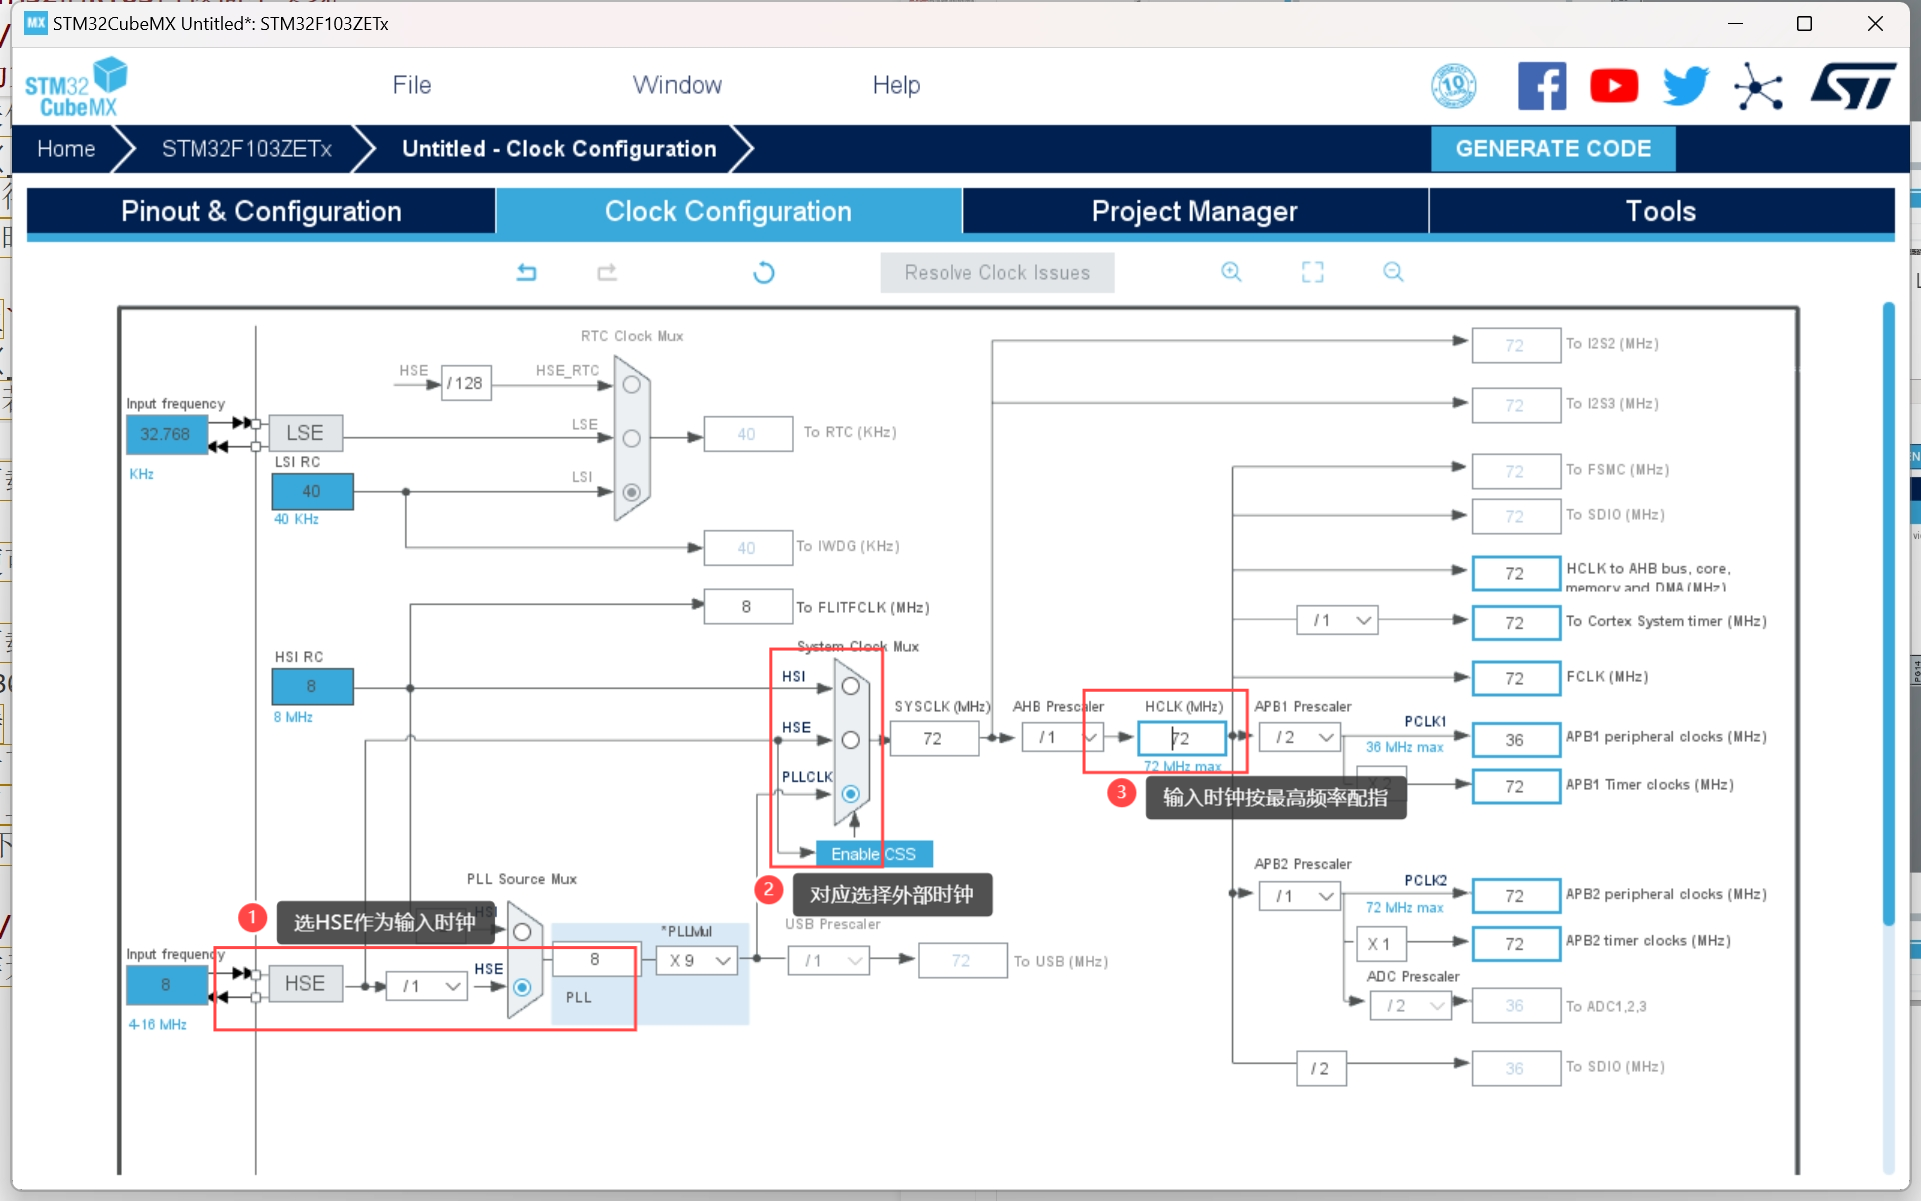 MX STM32CubeMX Untitled*: STM32F103ZETx
STM32
CubeMX
File
Window
Help
10
ST
Home
STM32F103ZETx
Untitled - Clock Configuration
GENERATE CODE
Pinout & Configuration
Clock Configuration
Project Manager
Tools
Resolve Clock Issues
RTC Clock Mux
HSE
/ 128
HSE_RTC
Input frequency
32.768
KHz
LSE
LSE
40
To RTC (KHz)
LSI RC
40
40 KHz
LSI
40
To IWDG (KHz)
8
To FLITFCLK (MHz)
HSI RC
8
8 MHz
System Clock Mux
HSI
HSE
PLLCLK
Enable CSS
SYSCLK (MHz)
72
AHB Prescaler
/ 1
HCLK (MHz)
72
72 MHz max
3
输入时钟按最高频率配指
2
对应选择外部时钟
PLL Source Mux
1
选HSE作为输入时钟
HSI
Input frequency
8
4-16 MHz
HSE
/ 1
HSE
8
PLL
*PLLMul
X 9
USB Prescaler
/ 1
72
To USB (MHz)
72
To I2S2 (MHz)
72
To I2S3 (MHz)
72
To FSMC (MHz)
72
To SDIO (MHz)
72
HCLK to AHB bus, core,
memory and DMA (MHz)
/ 1
72
To Cortex System timer (MHz)
72
FCLK (MHz)
APB1 Prescaler
/ 2
PCLK1
36 MHz max
36
APB1 peripheral clocks (MHz)
X 2
72
APB1 Timer clocks (MHz)
APB2 Prescaler
/ 1
PCLK2
72 MHz max
72
APB2 peripheral clocks (MHz)
X 1
72
APB2 timer clocks (MHz)
ADC Prescaler
/ 2
36
To ADC1,2,3
/ 2
36
To SDIO (MHz)